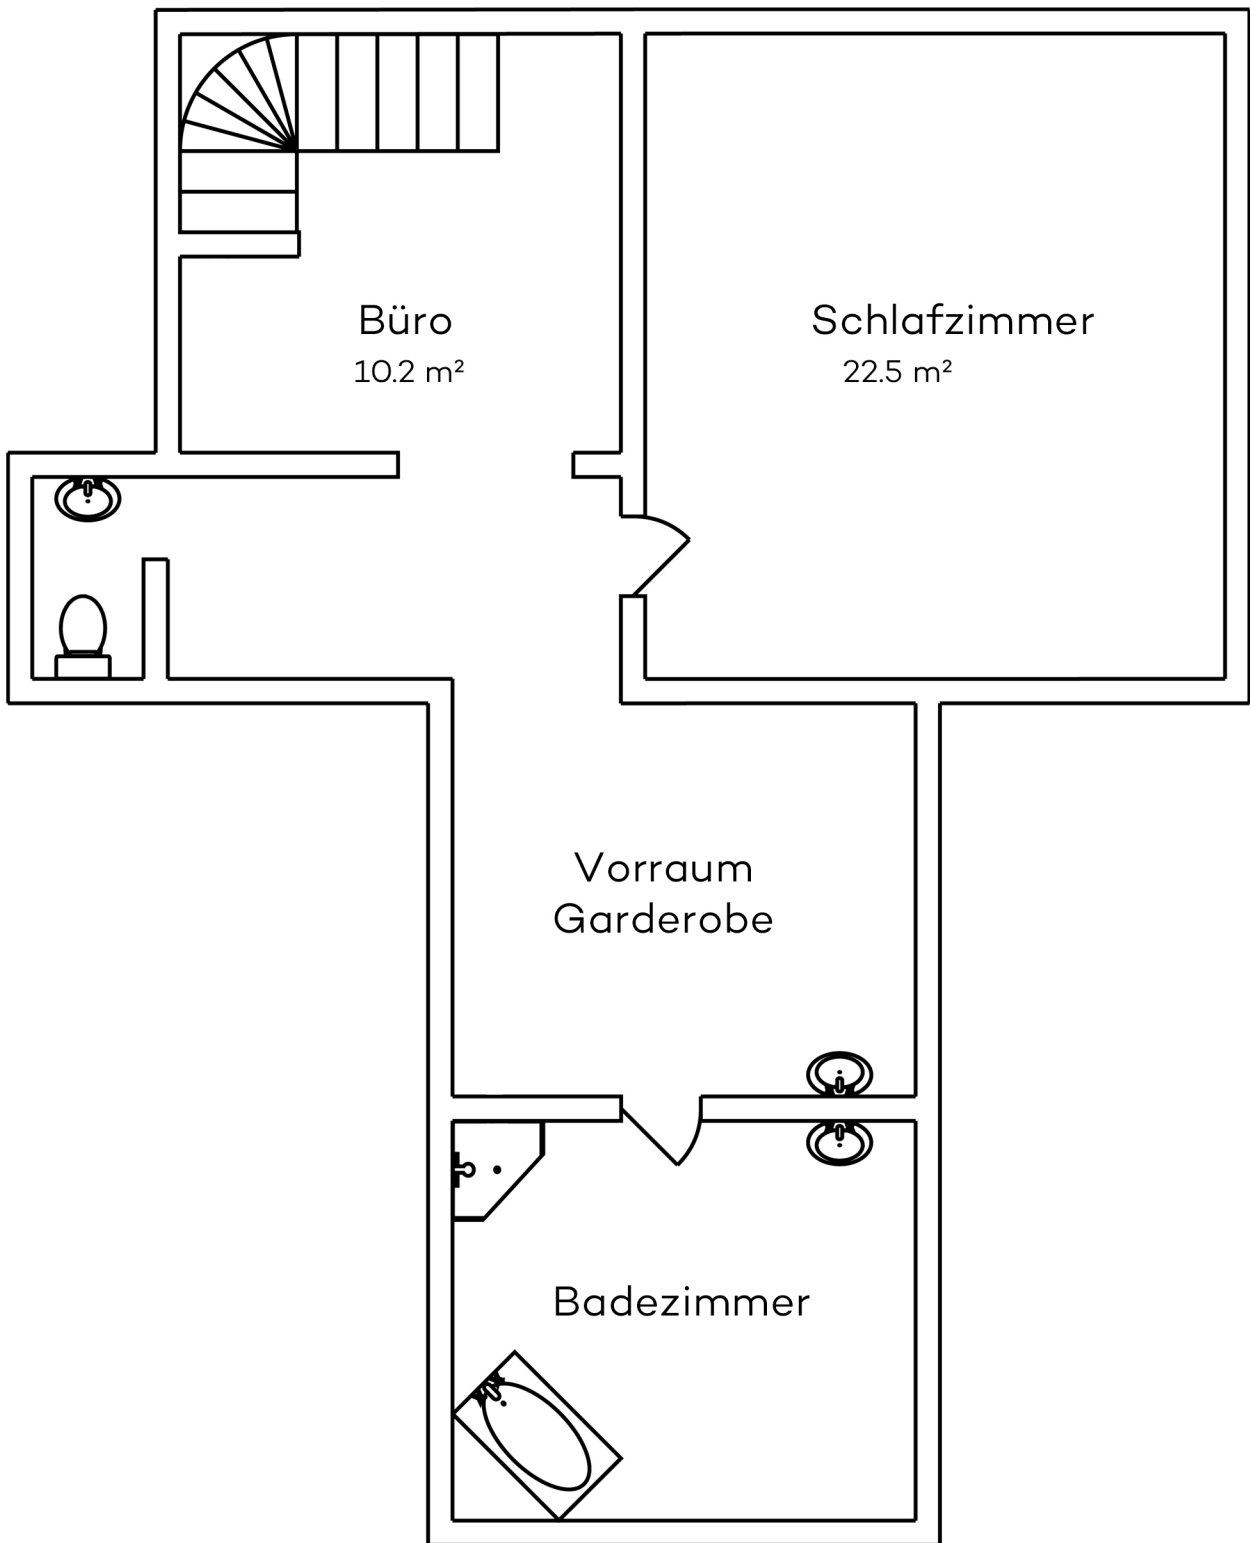 Büro
10.2 m²
Schlafzimmer
22.5 m²
Vorraum
Garderobe
Badezimmer